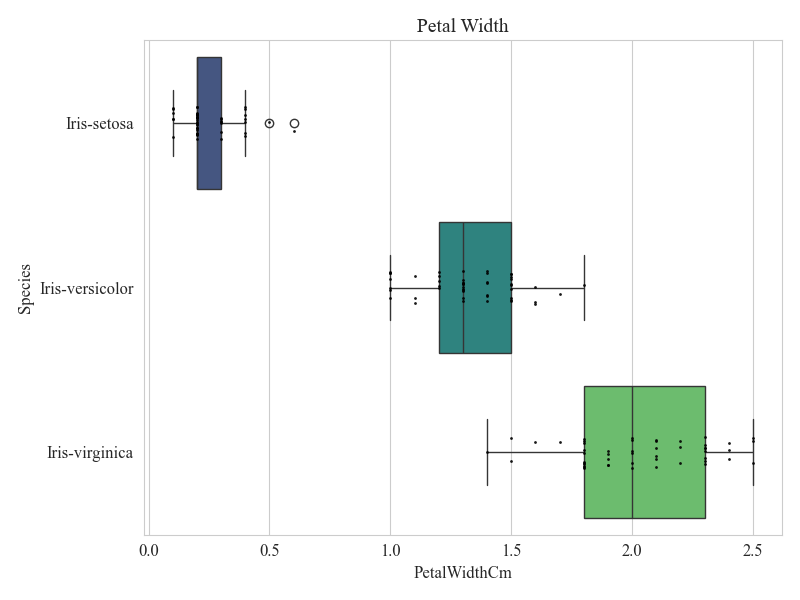 Petal Width
Iris-setosa
Iris-versicolor
Iris-virginica
Species
0.0 0.5 1.0 1.5 2.0 2.5
PetalWidthCm